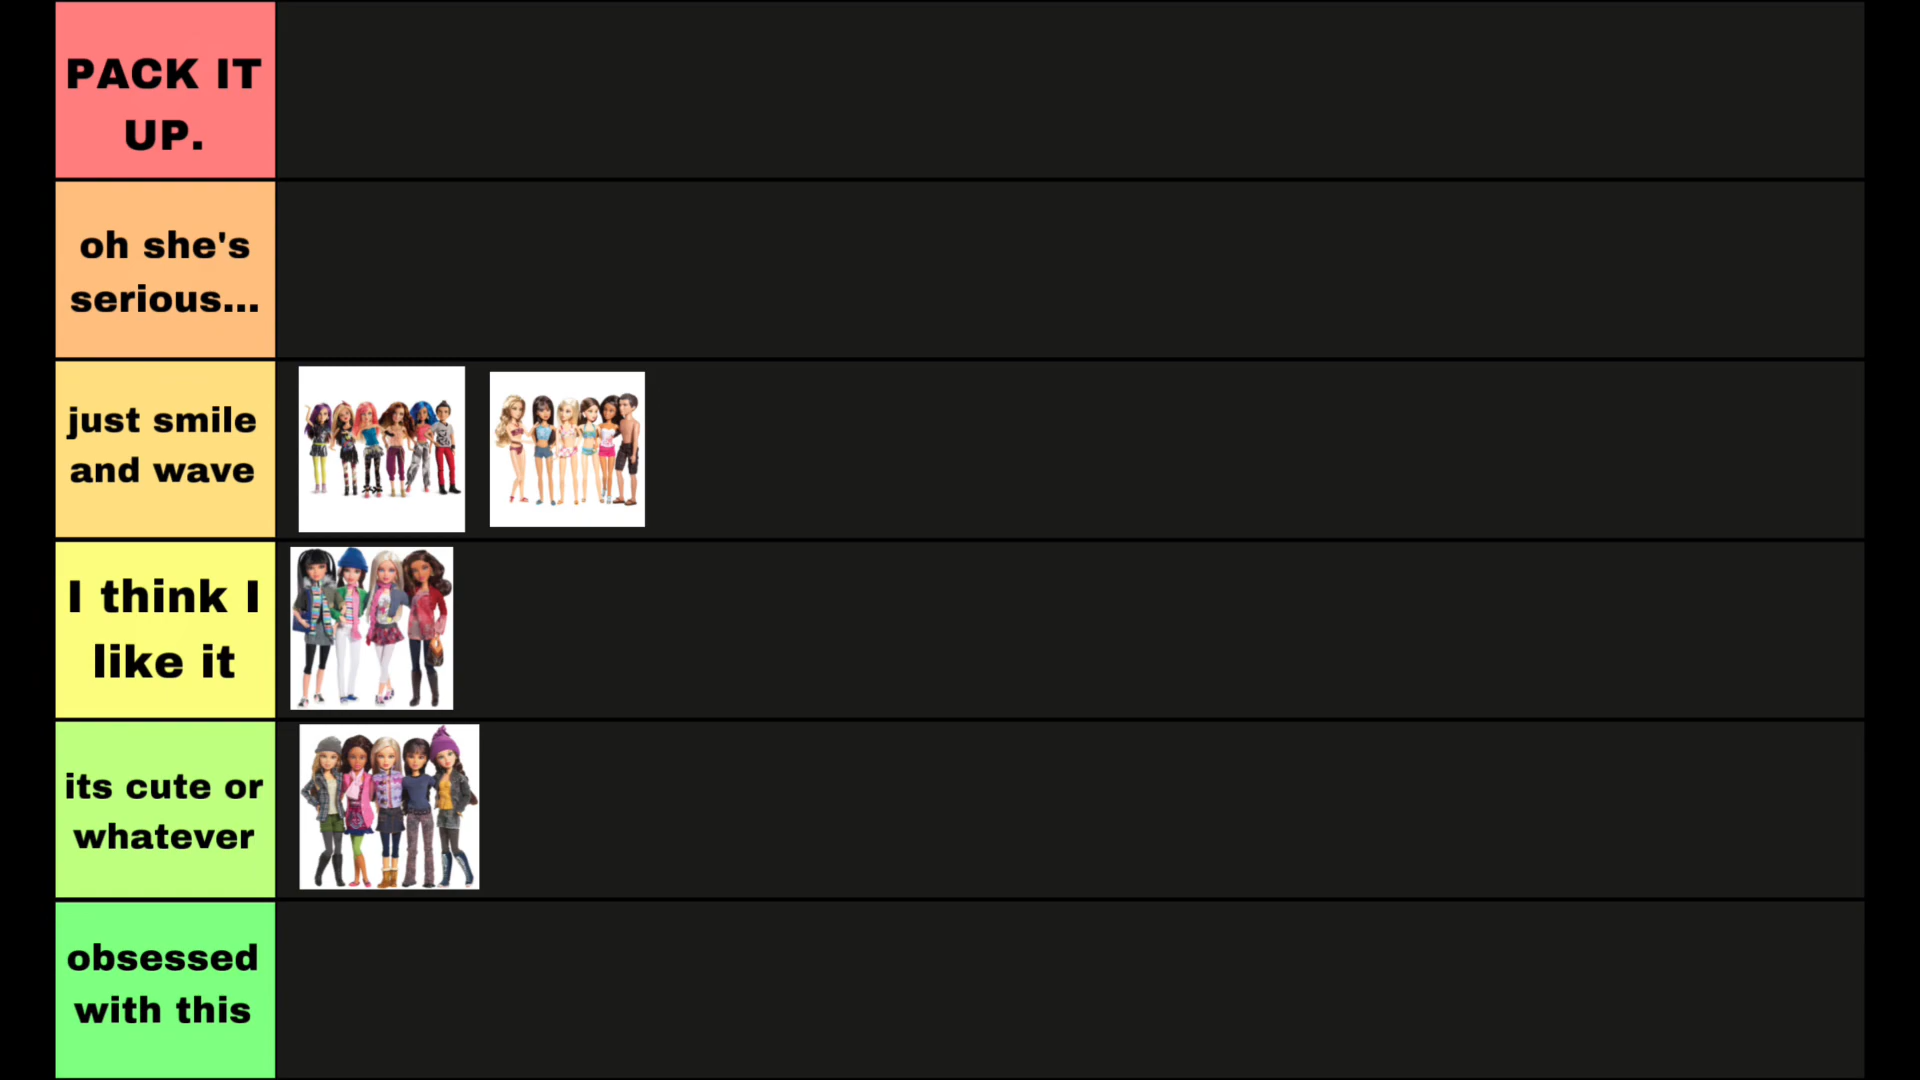 PACK IT
UP.
oh she's
serious...
just smile
and wave
I think I
like it
its cute or
whatever
obsessed
with this